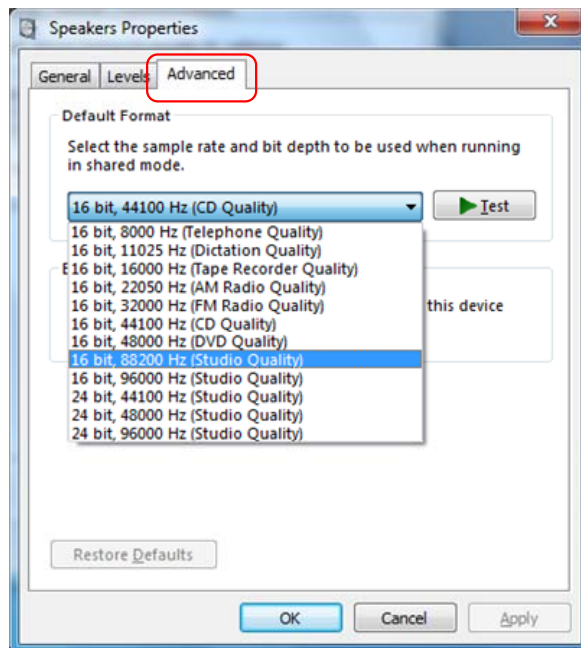 Speakers Properties
General Levels Advanced
Default Format
Select the sample rate and bit depth to be used when running
in shared mode.
16 bit, 44100 Hz (CD Quality)
Test
16 bit, 8000 Hz (Telephone Quality)
16 bit, 11025 Hz (Dictation Quality)
E16 bit, 16000 Hz (Tape Recorder Quality)
16 bit, 22050 Hz (AM Radio Quality)
16 bit, 32000 Hz (FM Radio Quality)
this device
16 bit, 44100 Hz (CD Quality)
16 bit, 48000 Hz (DVD Quality)
16 bit, 88200 Hz (Studio Quality)
16 bit, 96000 Hz (Studio Quality)
24 bit, 44100 Hz (Studio Quality)
24 bit, 48000 Hz (Studio Quality)
24 bit, 96000 Hz (Studio Quality)
Restore Defaults
OK Cancel Apply